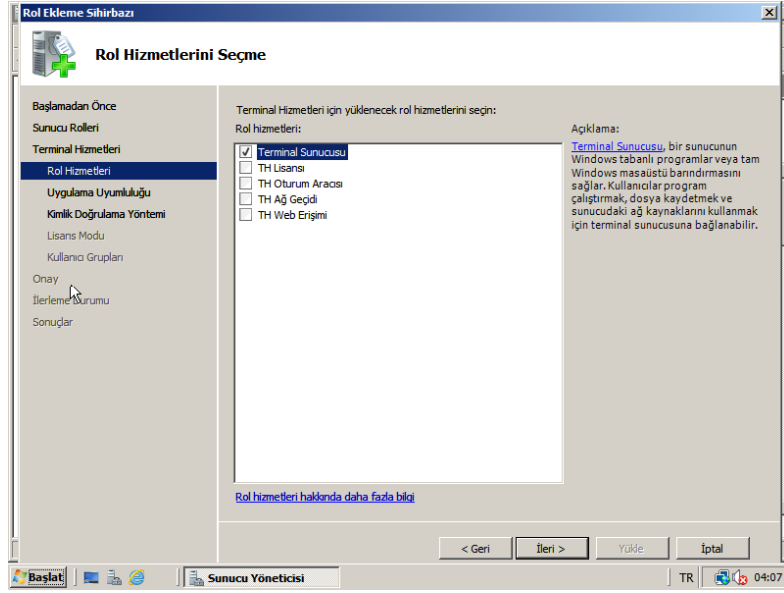 Rol Ekleme Sihirbazı
Rol Hizmetlerini Seçme
Başlamadan Önce
Sunucu Rolleri
Terminal Hizmetleri
Rol Hizmetleri
Uygulama Uyumluluğu
Kimlik Doğrulama Yöntemi
Lisans Modu
Kullanıcı Grupları
Onay
İlerleme Durumu
Sonuçlar
Terminal Hizmetleri için yüklenecek rol hizmetlerini seçin:
Rol hizmetleri:
Terminal Sunucusu
TH Lisansı
TH Oturum Aracısı
TH Ağ Geçidi
TH Web Erişimi
Açıklama:
Terminal Sunucusu, bir sunucunun
Windows tabanlı programlar veya tam
Windows masaüstü barındırmasını
sağlar. Kullanıcılar program
çalıştırmak, dosya kaydetmek ve
sunucudaki ağ kaynaklarını kullanmak
için terminal sunucusuna bağlanabilir.
Rol hizmetleri hakkında daha fazla bilgi
< Geri
İleri >
Yükle
İptal
Başlat
Sunucu Yöneticisi
TR
04:07